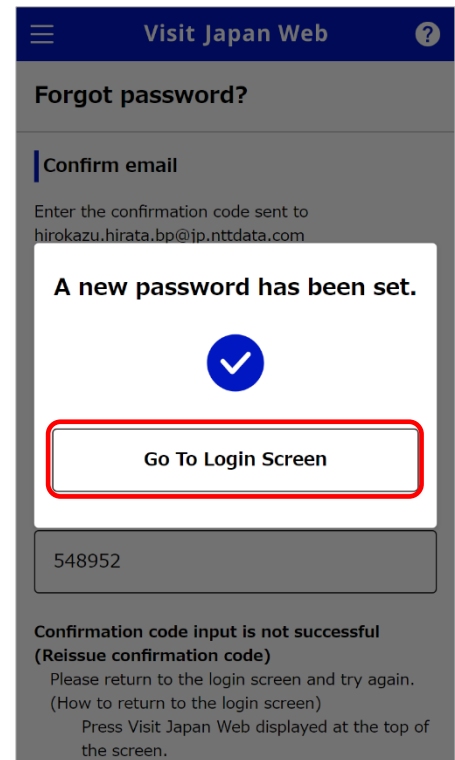 Visit Japan Web
?
Forgot password?
Confirm email
Enter the confirmation code sent to
hirokazu.hirata.bp@jp.nttdata.com
A new password has been set.
Go To Login Screen
548952
Confirmation code input is not successful
(Reissue confirmation code)
Please return to the login screen and try again.
(How to return to the login screen)
Press Visit Japan Web displayed at the top of
the screen.